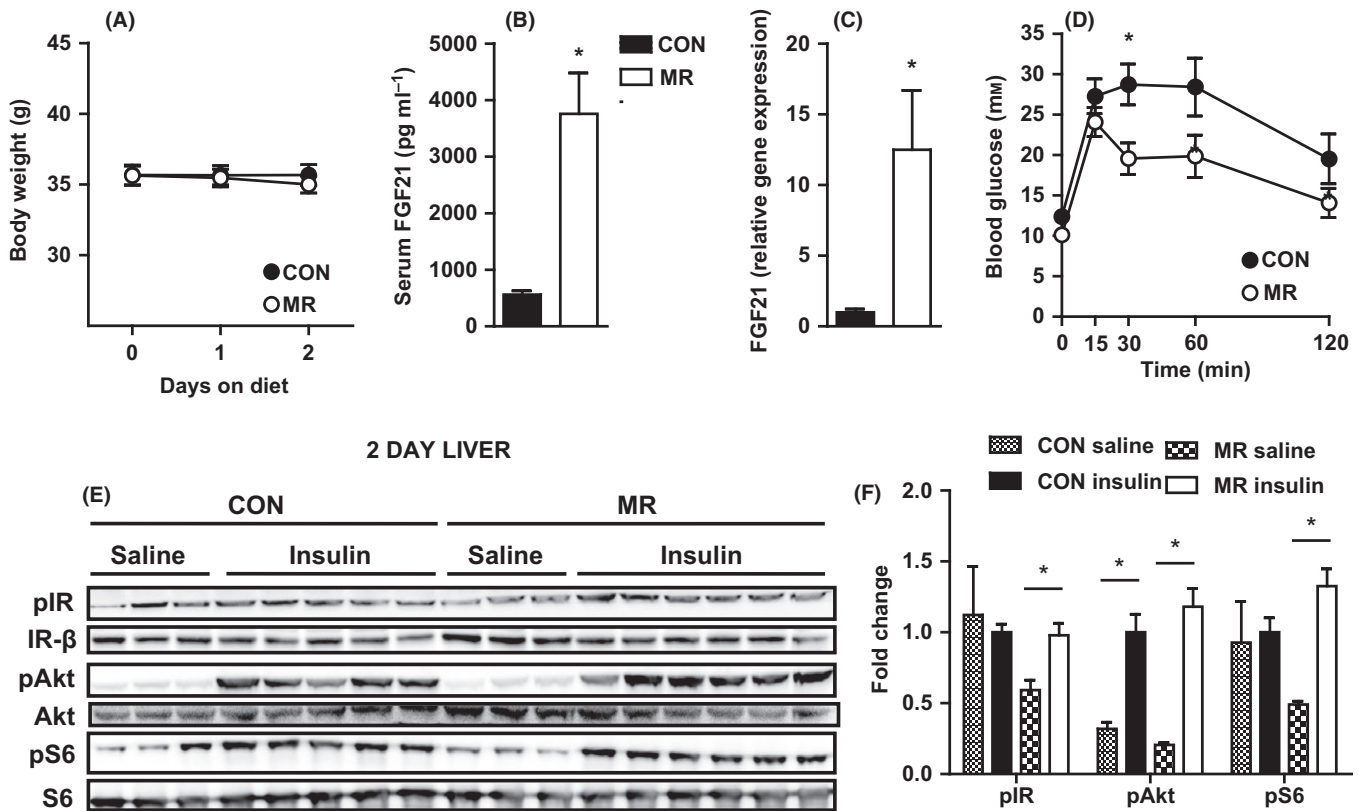 (A)
Body weight (g)
45
40
35
30
0
1
2
Days on diet
CON
MR
(B)
Serum FGF21 (pg ml⁻¹)
5000
4000
3000
2000
1000
0
*
CON
MR
(C)
FGF21 (relative gene expression)
20
15
10
5
0
*
(D)
Blood glucose (mM)
35
30
25
20
15
10
5
0
*
0
15
30
60
120
Time (min)
CON
MR
2 DAY LIVER
(E)
CON
MR
Saline
Insulin
Saline
Insulin
pIR
IR-β
pAkt
Akt
pS6
S6
CON saline
MR saline
CON insulin
MR insulin
(F)
Fold change
2.0
1.5
1.0
0.5
0.0
*
*
*
*
pIR
pAkt
pS6